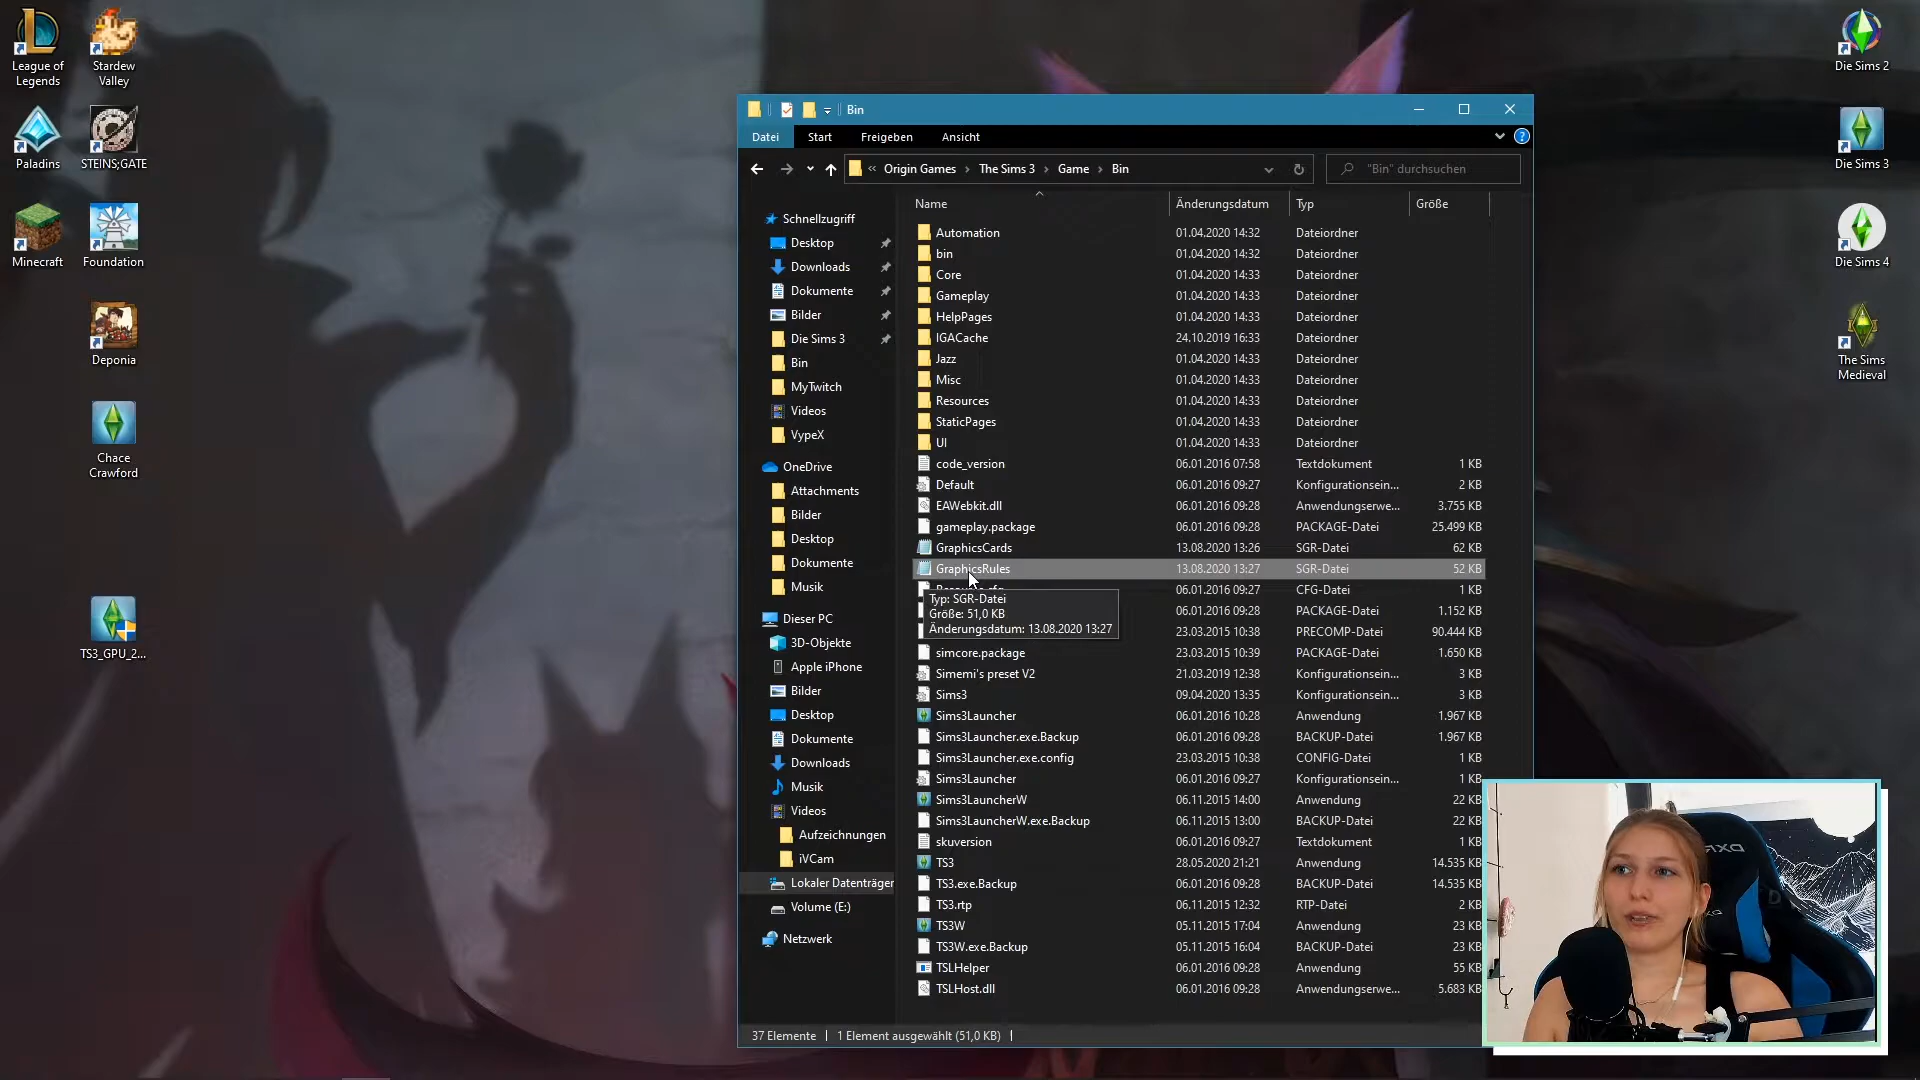 League of
Legends
Stardew
Valley
Paladins
STEINS;GATE
Minecraft
Foundation
Deponia
Chace
Crawford
TS3_GPU_2...
Die Sims 2
Die Sims 3
Die Sims 4
The Sims
Medieval
Bin
Datei Start Freigeben Ansicht
« Origin Games › The Sims 3 › Game › Bin
"Bin" durchsuchen
Schnellzugriff
Desktop
Downloads
Dokumente
Bilder
Die Sims 3
Bin
MyTwitch
Videos
VypeX
OneDrive
Attachments
Bilder
Desktop
Dokumente
Musik
Dieser PC
3D-Objekte
Apple iPhone
Bilder
Desktop
Dokumente
Downloads
Musik
Videos
Aufzeichnungen
iVCam
Lokaler Datenträger
Volume (E:)
Netzwerk
Name Änderungsdatum Typ Größe
Automation 01.04.2020 14:32 Dateiordner
bin 01.04.2020 14:32 Dateiordner
Core 01.04.2020 14:33 Dateiordner
Gameplay 01.04.2020 14:33 Dateiordner
HelpPages 01.04.2020 14:33 Dateiordner
IGACache 24.10.2019 16:33 Dateiordner
Jazz 01.04.2020 14:33 Dateiordner
Misc 01.04.2020 14:33 Dateiordner
Resources 01.04.2020 14:33 Dateiordner
StaticPages 01.04.2020 14:33 Dateiordner
UI 01.04.2020 14:33 Dateiordner
code_version 06.01.2016 07:58 Textdokument 1 KB
Default 06.01.2016 09:27 Konfigurationsein... 2 KB
EAWebkit.dll 06.01.2016 09:28 Anwendungserwe... 3.755 KB
gameplay.package 06.01.2016 09:28 PACKAGE-Datei 25.499 KB
GraphicsCards 13.08.2020 13:26 SGR-Datei 62 KB
GraphicsRules 13.08.2020 13:27 SGR-Datei 52 KB
06.01.2016 09:27 CFG-Datei 1 KB
06.01.2016 09:28 PACKAGE-Datei 1.152 KB
23.03.2015 10:38 PRECOMP-Datei 90.444 KB
Typ: SGR-Datei
Größe: 51,0 KB
Änderungsdatum: 13.08.2020 13:27
simcore.package 23.03.2015 10:39 PACKAGE-Datei 1.650 KB
Simemi's preset V2 21.03.2019 12:38 Konfigurationsein... 3 KB
Sims3 09.04.2020 13:35 Konfigurationsein... 3 KB
Sims3Launcher 06.01.2016 10:28 Anwendung 1.967 KB
Sims3Launcher.exe.Backup 06.01.2016 09:28 BACKUP-Datei 1.967 KB
Sims3Launcher.exe.config 23.03.2015 10:38 CONFIG-Datei 1 KB
Sims3Launcher 06.01.2016 09:27 Konfigurationsein... 1 KB
Sims3LauncherW 06.11.2015 14:00 Anwendung 22 KB
Sims3LauncherW.exe.Backup 06.11.2015 13:00 BACKUP-Datei 22 KB
skuversion 06.01.2016 09:27 Textdokument 1 KB
TS3 28.05.2020 21:21 Anwendung 14.535 KB
TS3.exe.Backup 06.01.2016 09:28 BACKUP-Datei 14.535 KB
TS3.rtp 06.11.2015 12:32 RTP-Datei 2 KB
TS3W 05.11.2015 17:04 Anwendung 23 KB
TS3W.exe.Backup 05.11.2015 16:04 BACKUP-Datei 23 KB
TSLHelper 06.01.2016 09:28 Anwendung 55 KB
TSLHost.dll 06.01.2016 09:28 Anwendungserwe... 5.683 KB
37 Elemente 1 Element ausgewählt (51,0 KB)